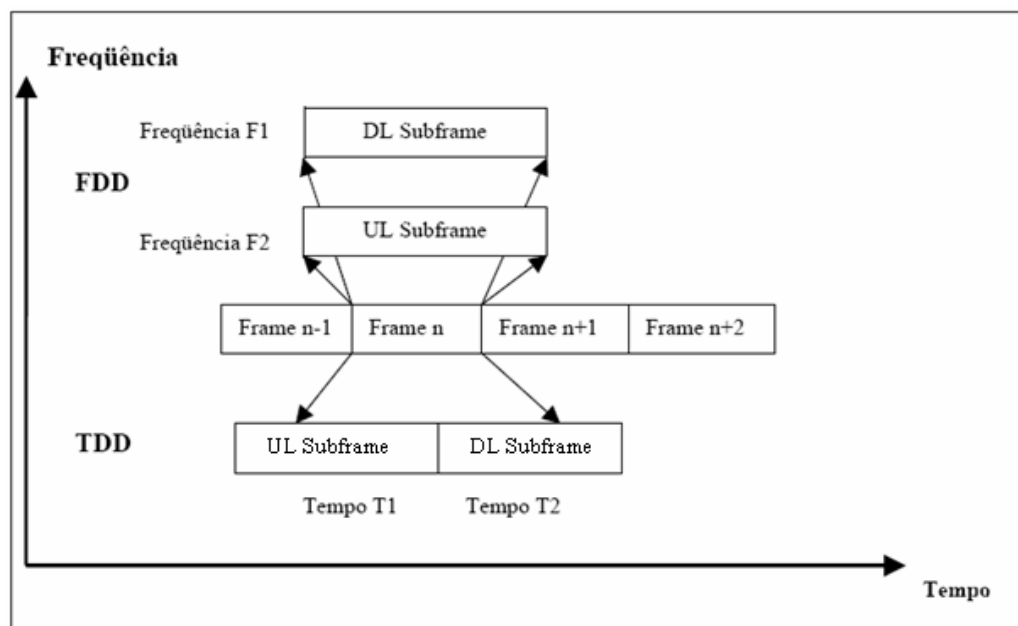 Freqüência
Freqüência F1
DL Subframe
FDD
UL Subframe
Freqüência F2
Frame n-1
Frame n
Frame n+1
Frame n+2
TDD
UL Subframe
DL Subframe
Tempo T1
Tempo T2
Tempo